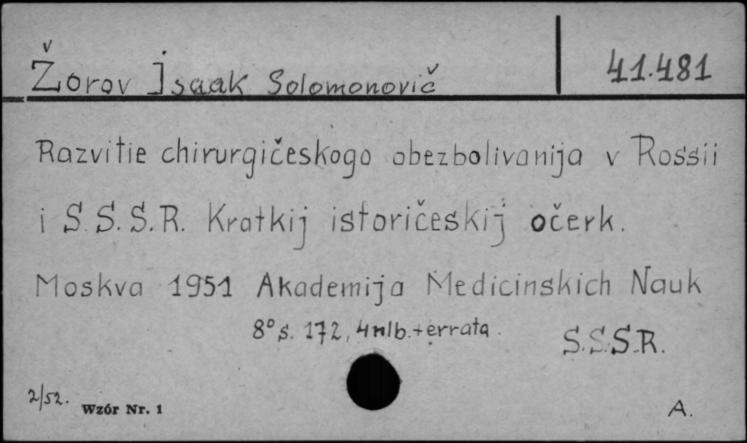 Žorov Isaak Solomonovič 41.481
Razvitie chirurgičeskogo obezbolivanija v Rossii
i S.S.S.R. Kratkij istoričeskij očerk.
Moskva 1951 Akademija Medicinskich Nauk
8° s. 172, 4 nlb. + errata. S.S.S.R.
2/52. Wzór Nr. 1 A.